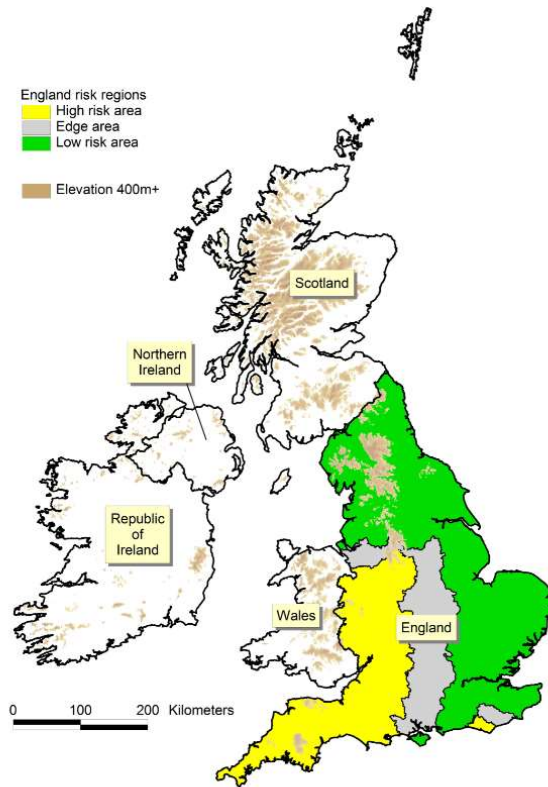 England risk regions
High risk area
Edge area
Low risk area
Elevation 400m+
Scotland
Northern
Ireland
Republic
of
Ireland
Wales
England
0 50 100 200 Kilometers